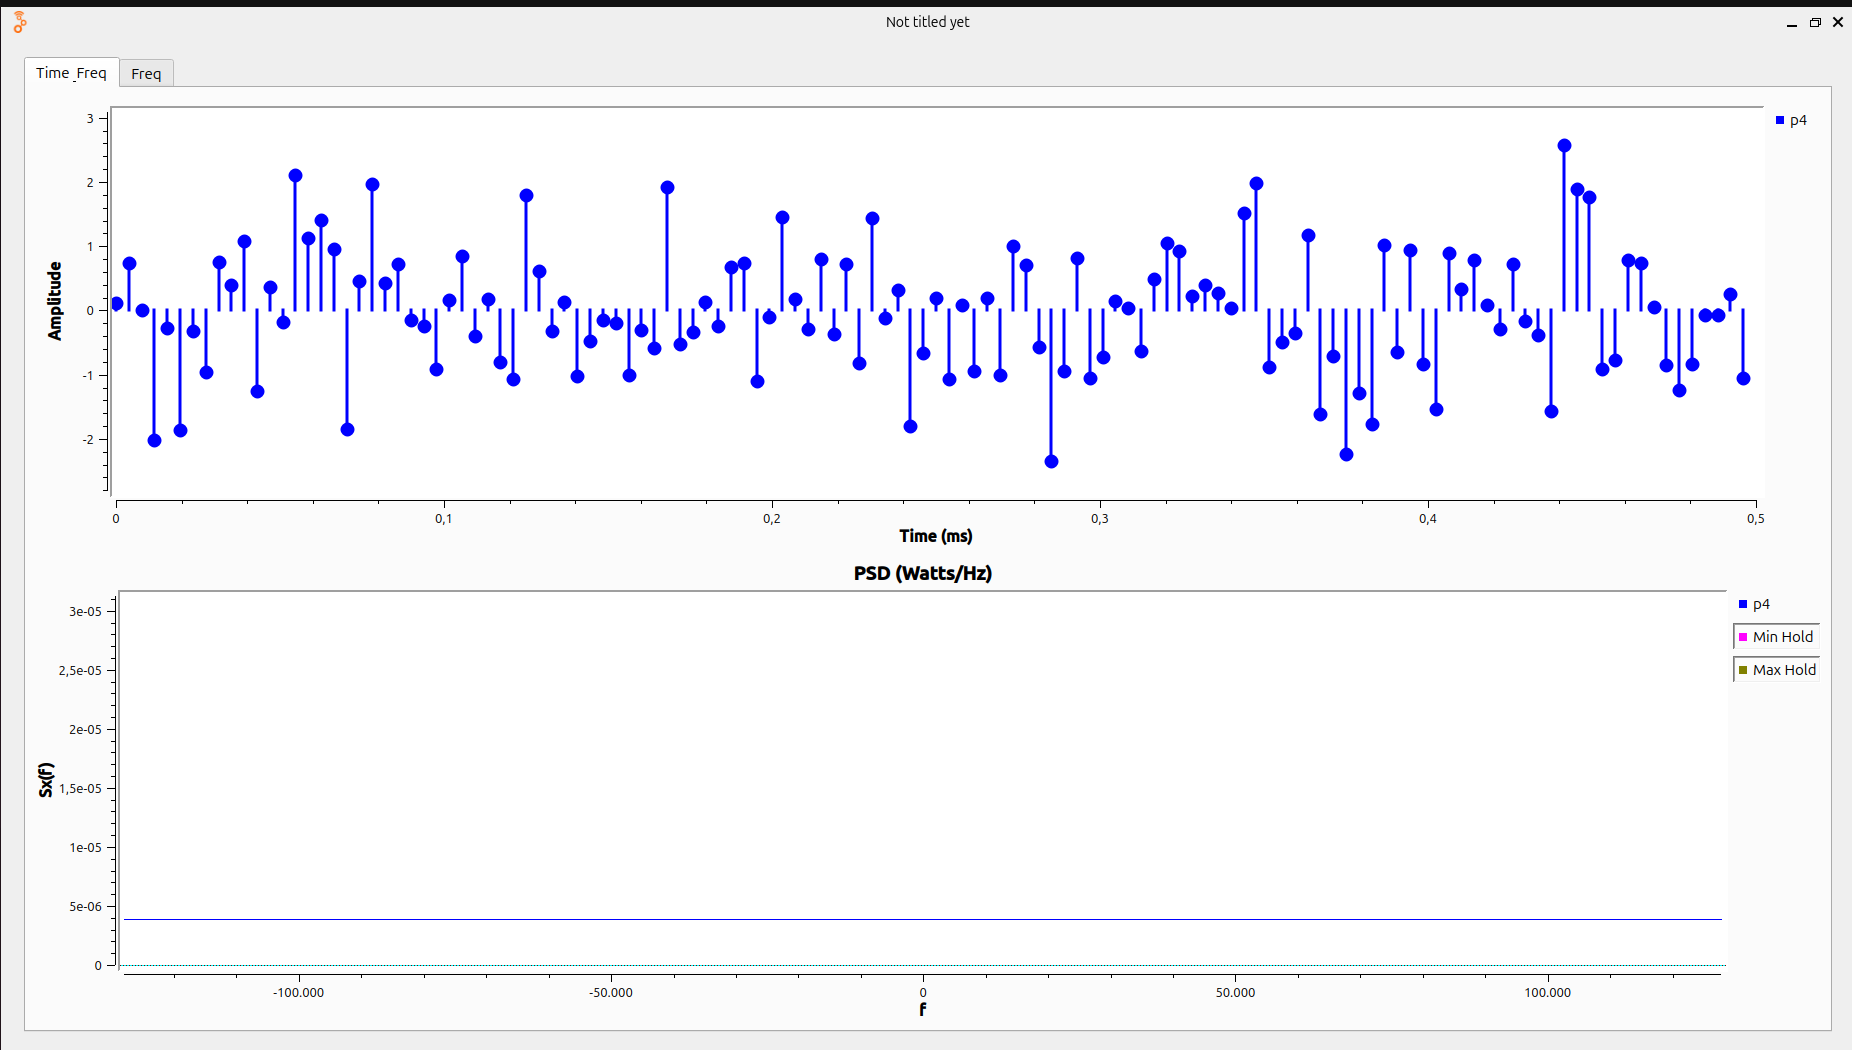 Not titled yet
Time_Freq
Freq
3
2
1
0
-1
-2
Amplitude
p4
0
0,1
0,2
0,3
0,4
0,5
Time (ms)
PSD (Watts/Hz)
3e-05
2,5e-05
2e-05
1,5e-05
1e-05
5e-06
0
Sx(f)
p4
Min Hold
Max Hold
-100.000
-50.000
0
50.000
100.000
f